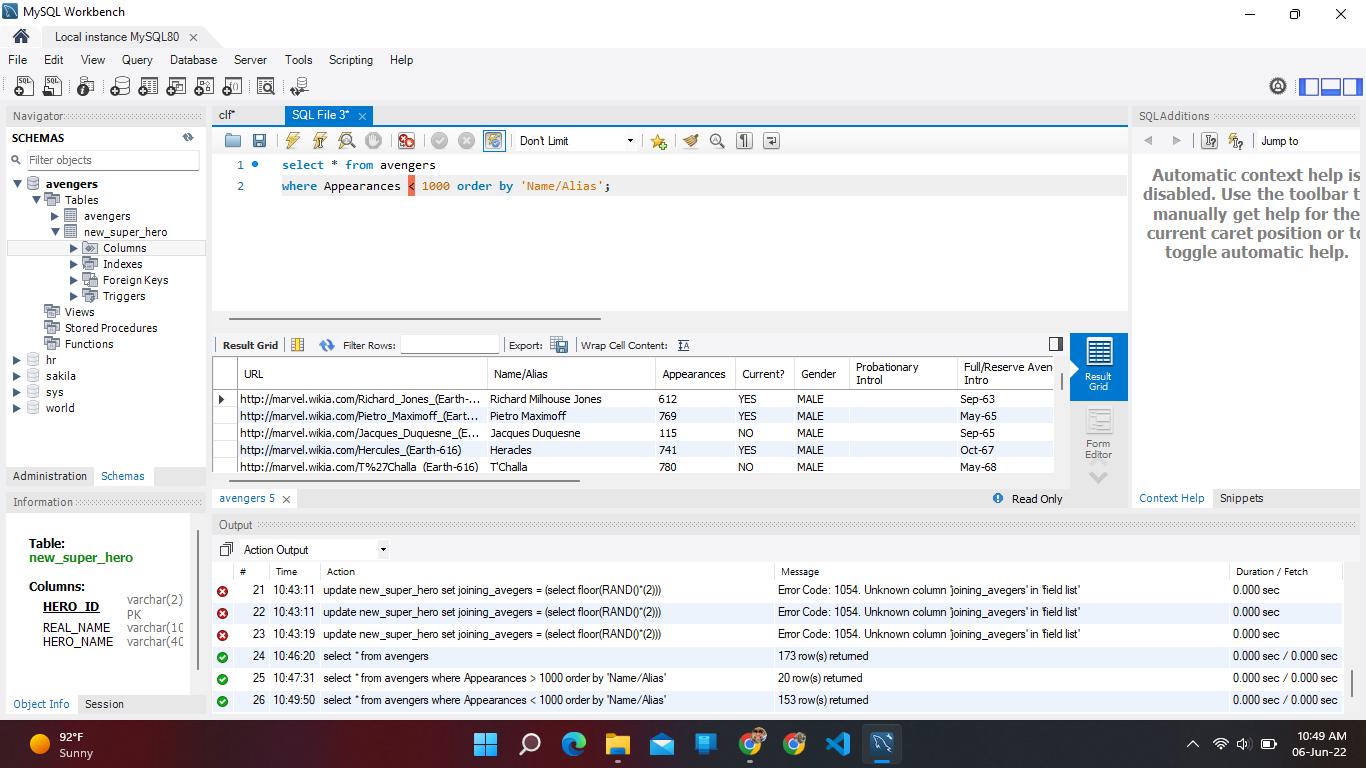 MySQL Workbench
Local instance MySQL80
File Edit View Query Database Server Tools Scripting Help
Navigator
SCHEMAS
Filter objects
avengers
Tables
avengers
new_super_hero
Columns
Indexes
Foreign Keys
Triggers
Views
Stored Procedures
Functions
hr
sakila
sys
world
Administration Schemas
Information
Table:
new_super_hero
Columns:
HERO_ID varchar(2)
PK
REAL_NAME varchar(10
HERO_NAME varchar(40
Object Info Session
clf* SQL File 3*
Don't Limit
1 select * from avengers
2 where Appearances < 1000 order by 'Name/Alias';
Result Grid Filter Rows: Export: Wrap Cell Content:
URL Name/Alias Appearances Current? Gender Probationary Introl Full/Reserve Aven Intro
http://marvel.wikia.com/Richard_Jones_(Earth-... Richard Milhouse Jones 612 YES MALE Sep-63
http://marvel.wikia.com/Pietro_Maximoff_(Eart... Pietro Maximoff 769 YES MALE May-65
http://marvel.wikia.com/Jacques_Duquesne_(E... Jacques Duquesne 115 NO MALE Sep-65
http://marvel.wikia.com/Hercules_(Earth-616) Heracles 741 YES MALE Oct-67
http://marvel.wikia.com/T%27Challa_(Earth-616) T'Challa 780 NO MALE May-68
Result
Grid
Form
Editor
avengers 5
Read Only
SQLAdditions
Jump to
Automatic context help is
disabled. Use the toolbar t
manually get help for the
current caret position or to
toggle automatic help.
Context Help Snippets
Output
Action Output
# Time Action Message Duration / Fetch
21 10:43:11 update new_super_hero set joining_avegers = (select floor(RAND()*(2))) Error Code: 1054. Unknown column 'joining_avegers' in 'field list' 0.000 sec
22 10:43:11 update new_super_hero set joining_avegers = (select floor(RAND()*(2))) Error Code: 1054. Unknown column 'joining_avegers' in 'field list' 0.000 sec
23 10:43:19 update new_super_hero set joining_avegers = (select floor(RAND()*(2))) Error Code: 1054. Unknown column 'joining_avegers' in 'field list' 0.000 sec
24 10:46:20 select * from avengers 173 row(s) returned 0.000 sec / 0.000 sec
25 10:47:31 select * from avengers where Appearances > 1000 order by 'Name/Alias' 20 row(s) returned 0.000 sec / 0.000 sec
26 10:49:50 select * from avengers where Appearances < 1000 order by 'Name/Alias' 153 row(s) returned 0.000 sec / 0.000 sec
92°F
Sunny
10:49 AM
06-Jun-22